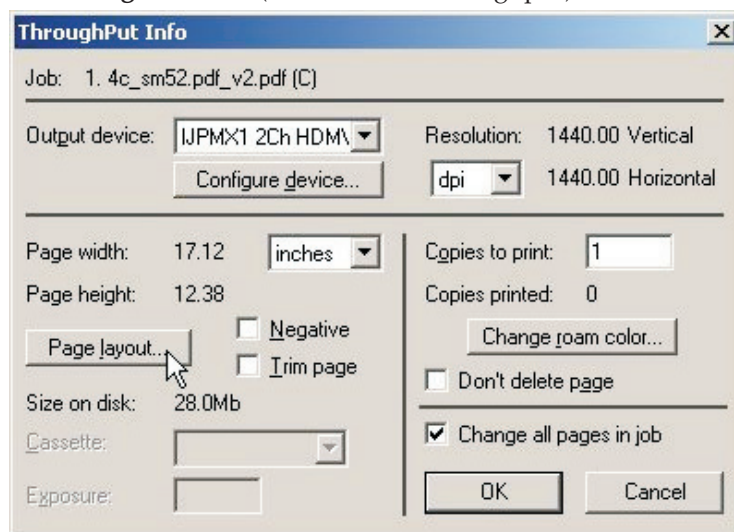 ThroughPut Info
Job: 1. 4c_sm52.pdf_v2.pdf (C)
Output device: IJPMX1 2Ch HDM\
Configure device...
Resolution: 1440.00 Vertical
dpi 1440.00 Horizontal
Page width: 17.12 inches
Page height: 12.38
Page layout...
Negative
Trim page
Size on disk: 28.0Mb
Cassette:
Exposure:
Copies to print: 1
Copies printed: 0
Change roam color...
Don't delete page
Change all pages in job
OK Cancel